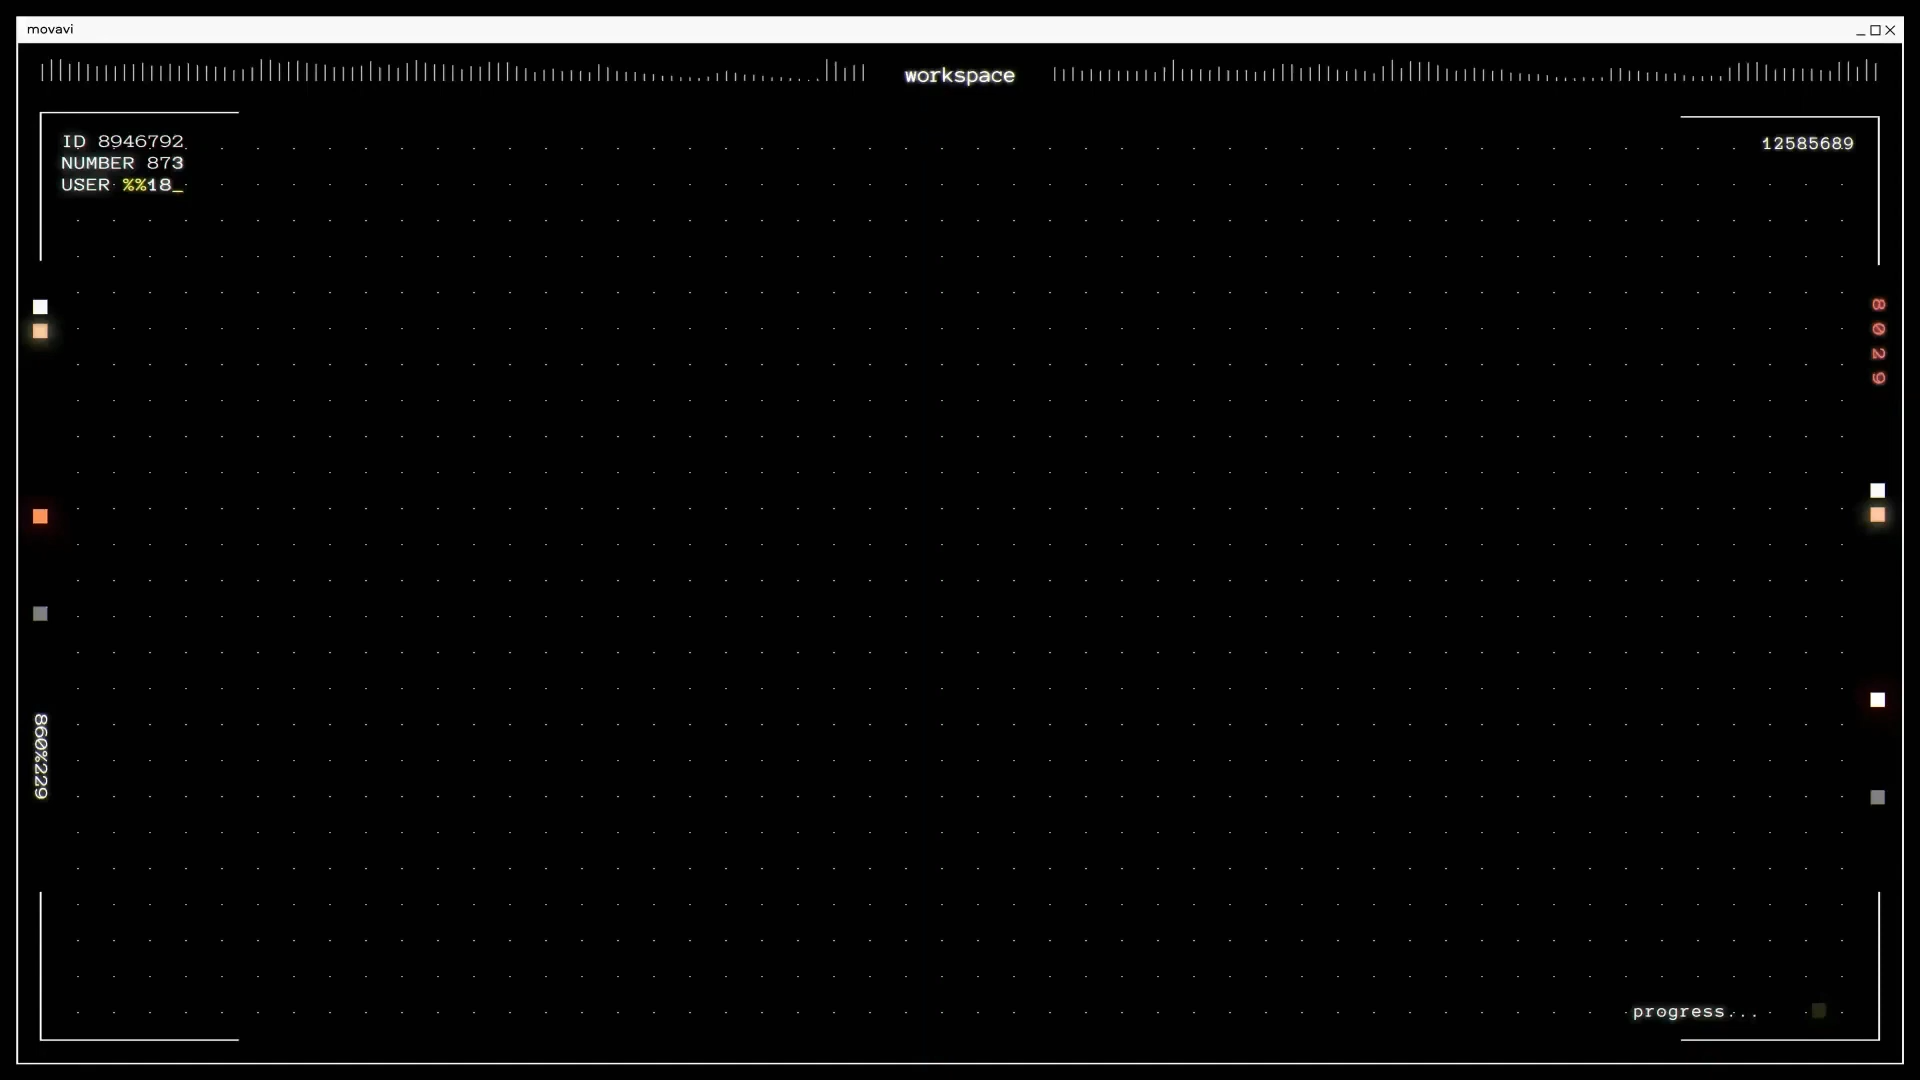 movavi
workspace
ID 8946792
NUMBER 873
USER %%18_
12585689
8029
860%229
progress...